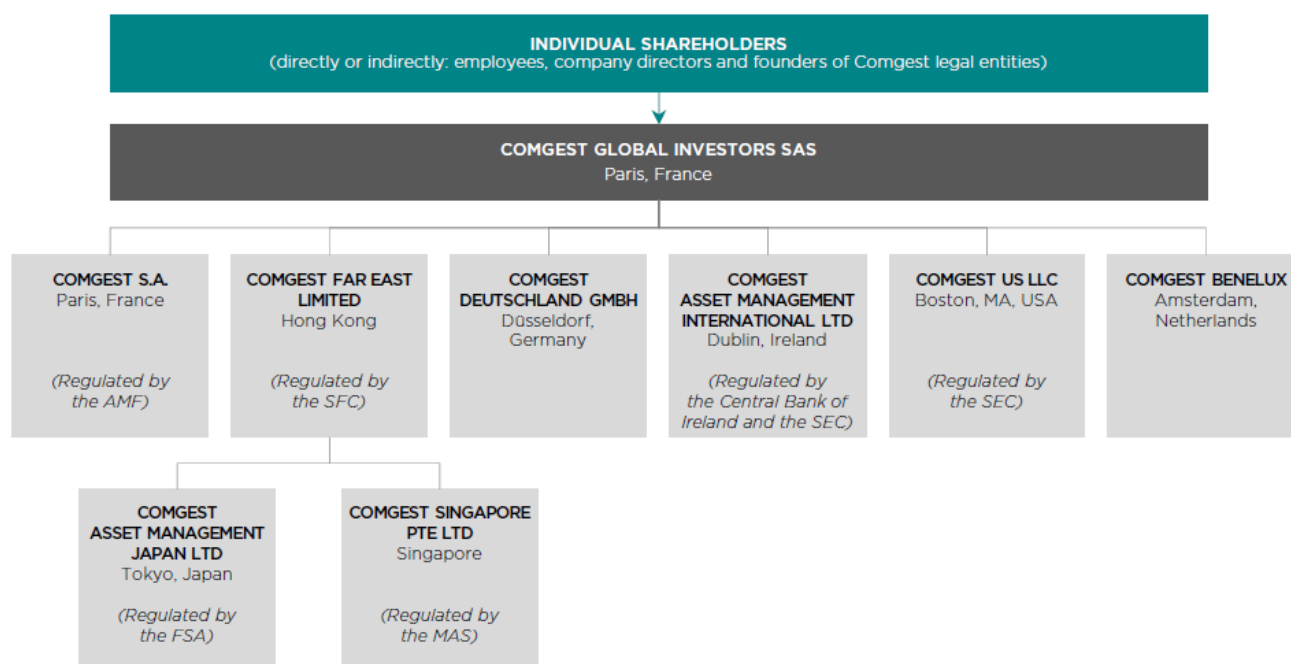 INDIVIDUAL SHAREHOLDERS
(directly or indirectly: employees, company directors and founders of Comgest legal entities)
COMGEST GLOBAL INVESTORS SAS
Paris, France
COMGEST S.A.
Paris, France
(Regulated by
the AMF)
COMGEST FAR EAST
LIMITED
Hong Kong
(Regulated by
the SFC)
COMGEST
DEUTSCHLAND GMBH
Düsseldorf,
Germany
COMGEST
ASSET MANAGEMENT
INTERNATIONAL LTD
Dublin, Ireland
(Regulated by
the Central Bank of
Ireland and the SEC)
COMGEST US LLC
Boston, MA, USA
(Regulated by
the SEC)
COMGEST BENELUX
Amsterdam,
Netherlands
COMGEST
ASSET MANAGEMENT
JAPAN LTD
Tokyo, Japan
(Regulated by
the FSA)
COMGEST SINGAPORE
PTE LTD
Singapore
(Regulated by
the MAS)